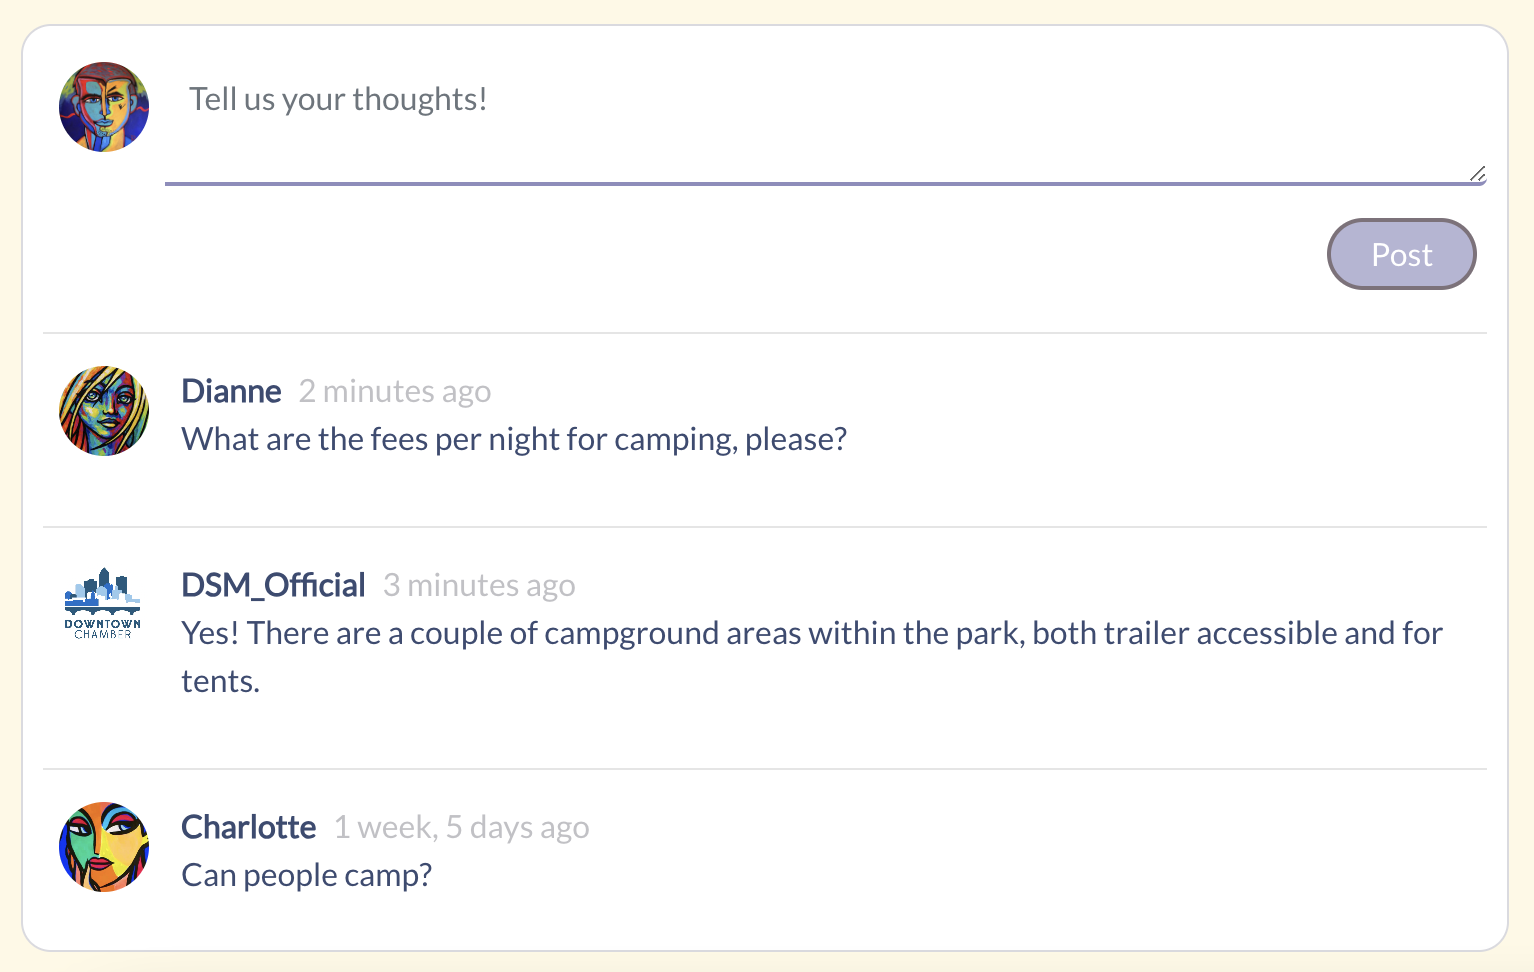 Tell us your thoughts!
Post
Dianne 2 minutes ago
What are the fees per night for camping, please?
DSM_Official 3 minutes ago
DOWNTOWN
CHAMBER
Yes! There are a couple of campground areas within the park, both trailer accessible and for
tents.
Charlotte 1 week, 5 days ago
Can people camp?